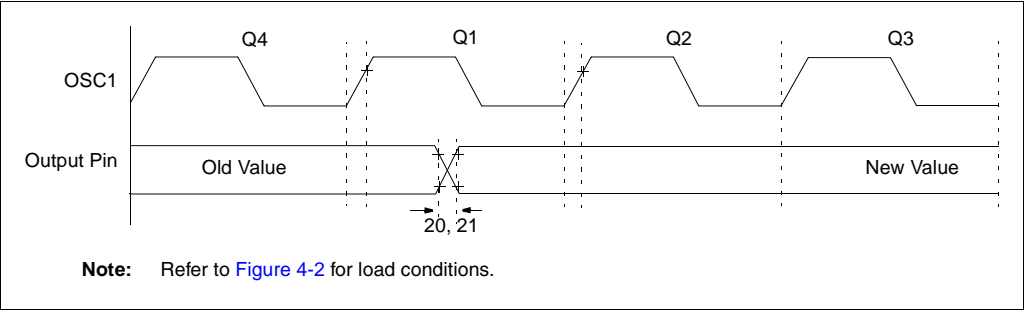 Q4 Q1 Q2 Q3
OSC1
Output Pin
Old Value New Value
20, 21
Note: Refer to Figure 4-2 for load conditions.